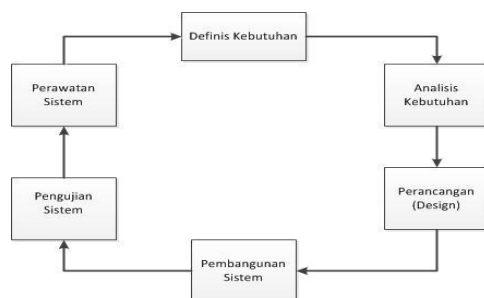 Definis Kebutuhan
Analisis
Kebutuhan
Perancangan
(Design)
Pembangunan
Sistem
Pengujian
Sistem
Perawatan
Sistem